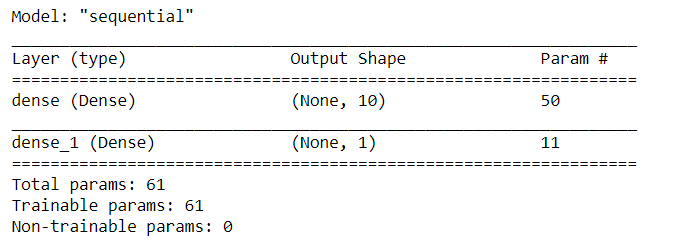 Model: "sequential"
_________________________________________________________________
Layer (type)                 Output Shape              Param #
=================================================================
dense (Dense)                (None, 10)                50
_________________________________________________________________
dense_1 (Dense)              (None, 1)                 11
=================================================================
Total params: 61
Trainable params: 61
Non-trainable params: 0